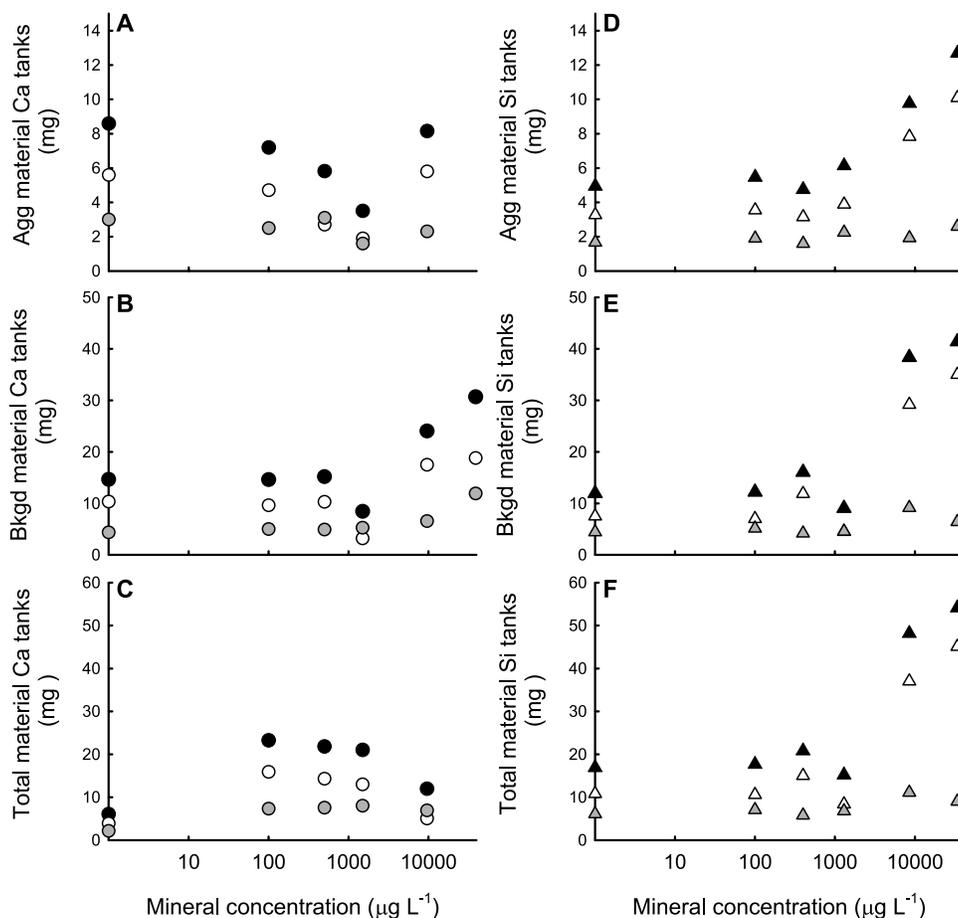 A
Agg material Ca tanks
(mg)
14
12
10
8
6
4
2
0
D
Agg material Si tanks
(mg)
14
12
10
8
6
4
2
0
B
Bkgd material Ca tanks
(mg)
50
40
30
20
10
0
E
Bkgd material Si tanks
(mg)
50
40
30
20
10
0
C
Total material Ca tanks
(mg)
60
50
40
30
20
10
0
10 100 1000 10000
Mineral concentration (µg L-1)
F
Total material Si tanks
(mg )
60
50
40
30
20
10
0
10 100 1000 10000
Mineral concentration (µg L-1)